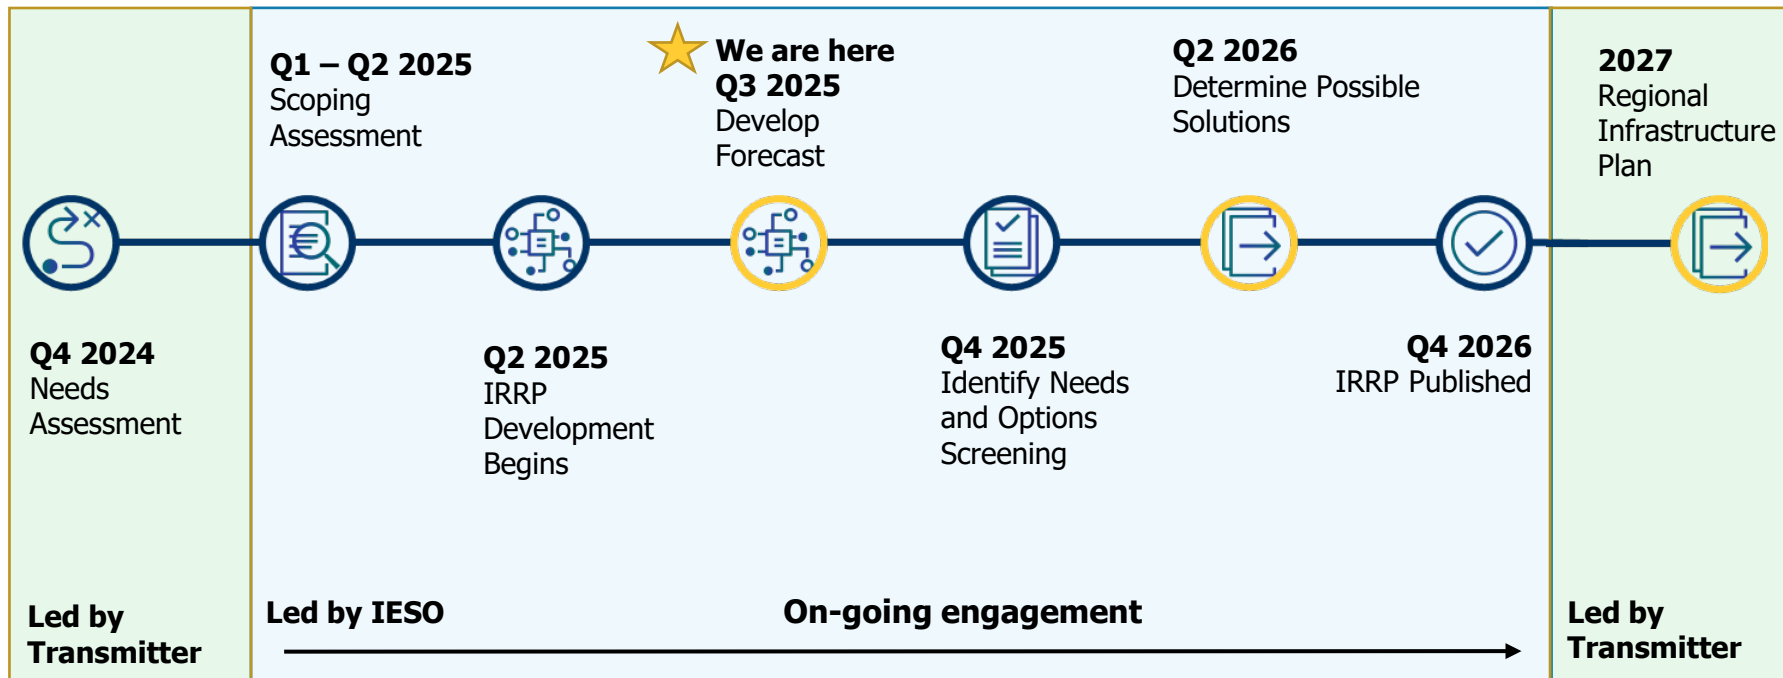 Q4 2024
Needs
Assessment
Q1 – Q2 2025
Scoping
Assessment
Q2 2025
IRRP
Development
Begins
We are here
Q3 2025
Develop
Forecast
Q4 2025
Identify Needs
and Options
Screening
Q2 2026
Determine Possible
Solutions
Q4 2026
IRRP Published
2027
Regional
Infrastructure
Plan
Led by
Transmitter
Led by IESO
On-going engagement
Led by
Transmitter